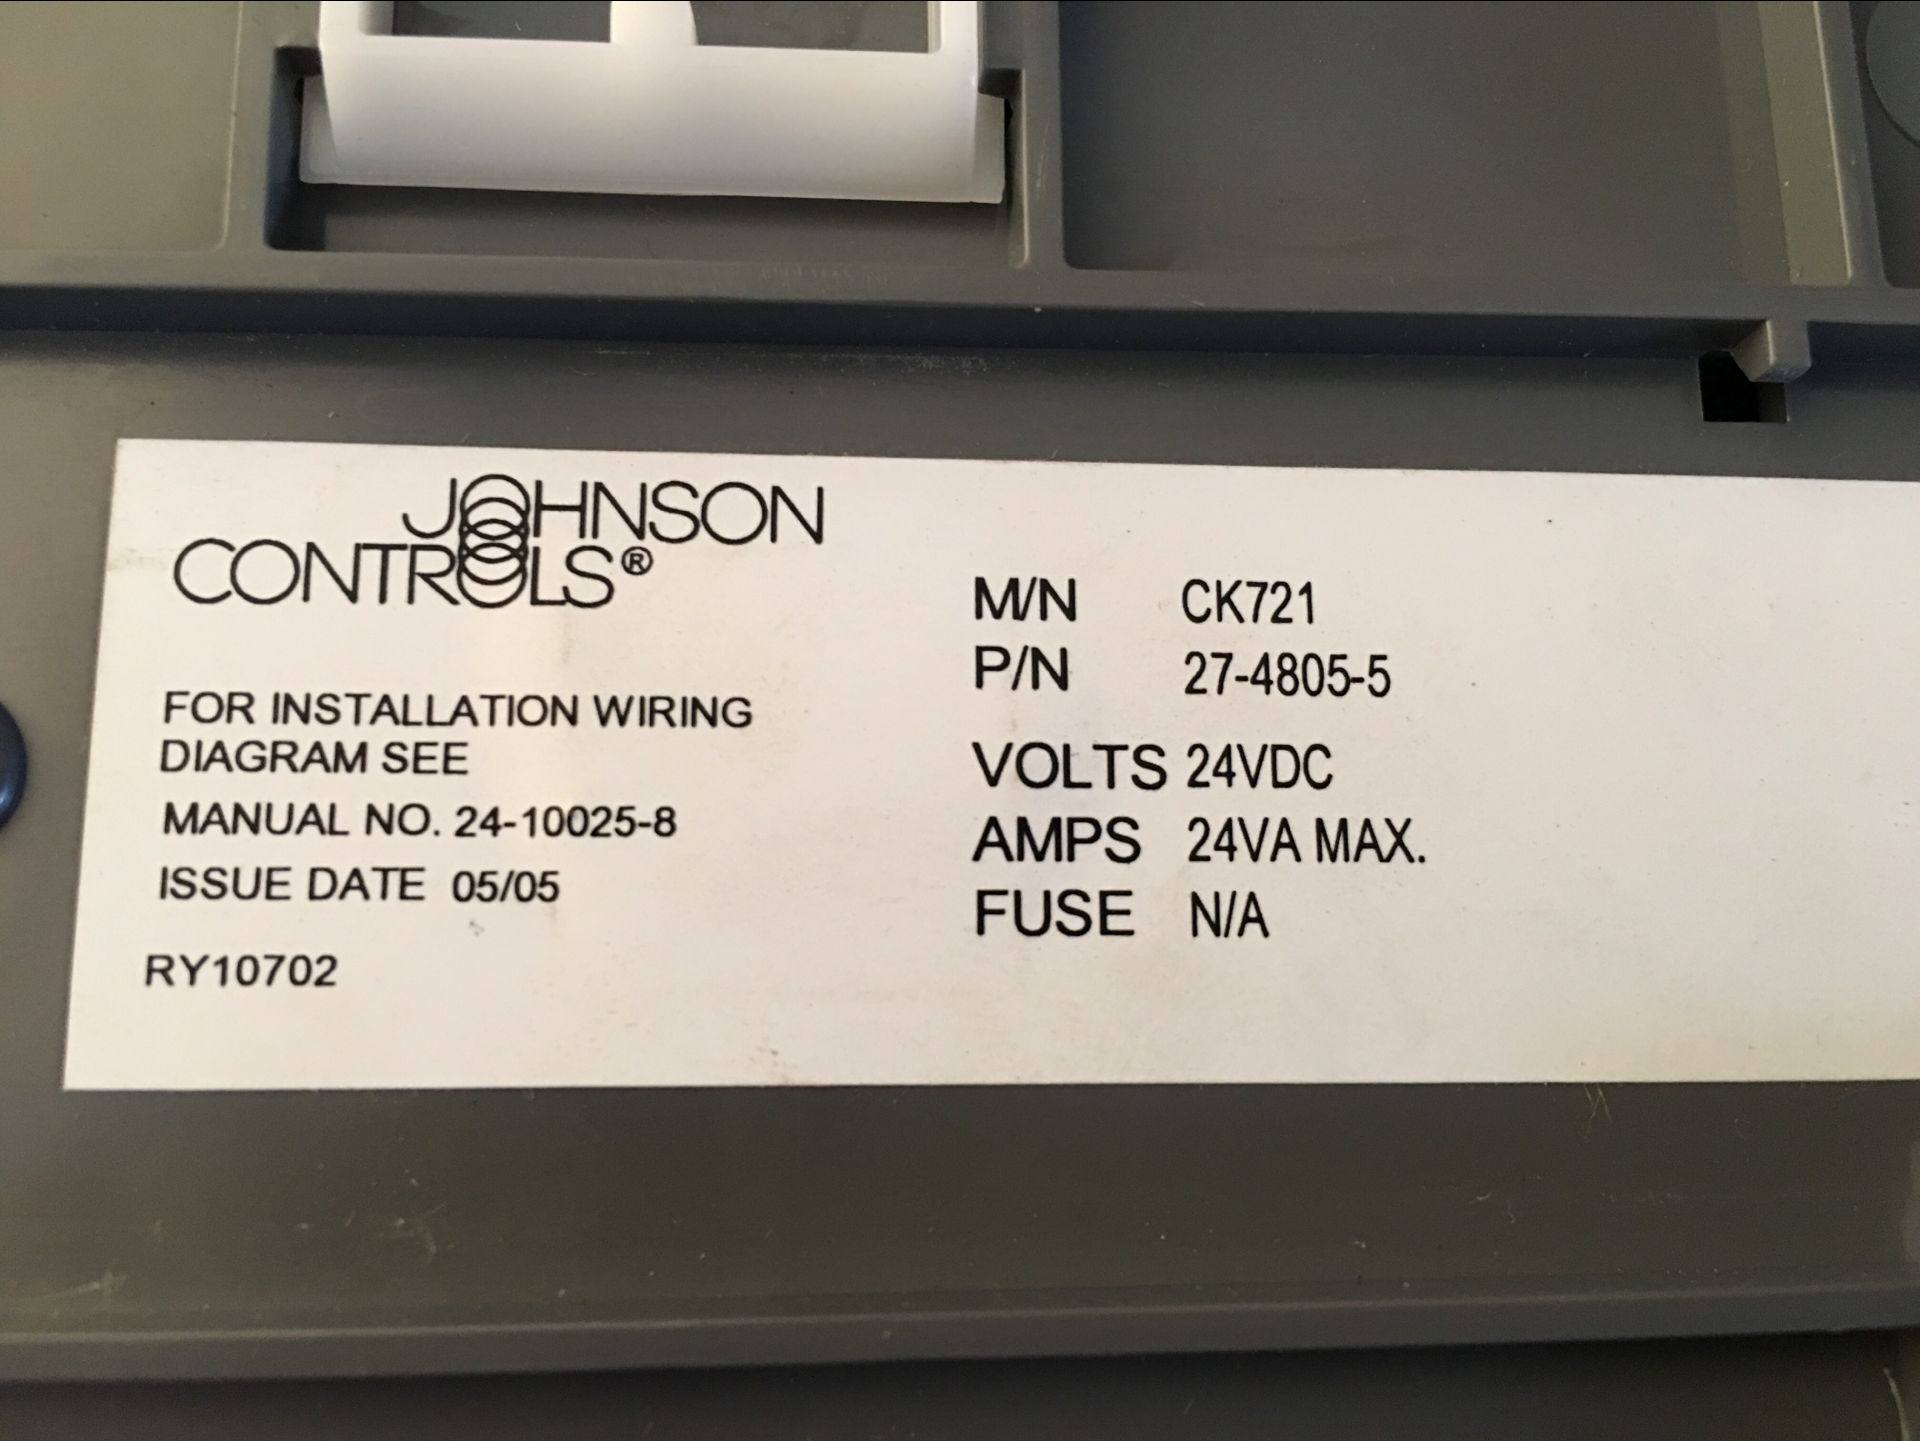 JOHNSON
CONTROLS®
FOR INSTALLATION WIRING
DIAGRAM SEE
MANUAL NO. 24-10025-8
ISSUE DATE 05/05
RY10702
M/N CK721
P/N 27-4805-5
VOLTS 24VDC
AMPS 24VA MAX.
FUSE N/A